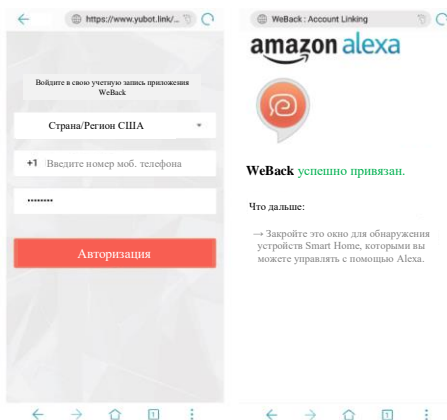 https://www.yubot.link/...
Войдите в свою учетную запись приложения
WeBack
Страна/Регион США
+1 Введите номер моб. телефона
••••••••
Авторизация
1
WeBack : Account Linking
amazon alexa
WeBack успешно привязан.
Что дальше:
→ Закройте это окно для обнаружения
устройств Smart Home, которыми вы
можете управлять с помощью Alexa.
1